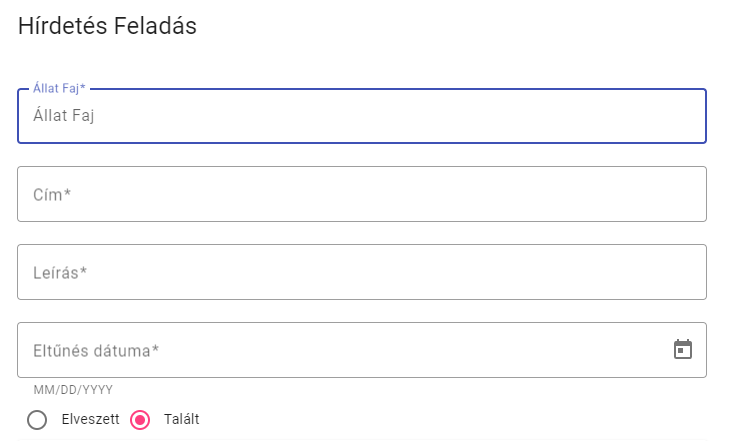 Hírdetés Feladás
Állat Faj*
Állat Faj
Cím*
Leírás*
Eltűnés dátuma*
MM/DD/YYYY
Elveszett Talált